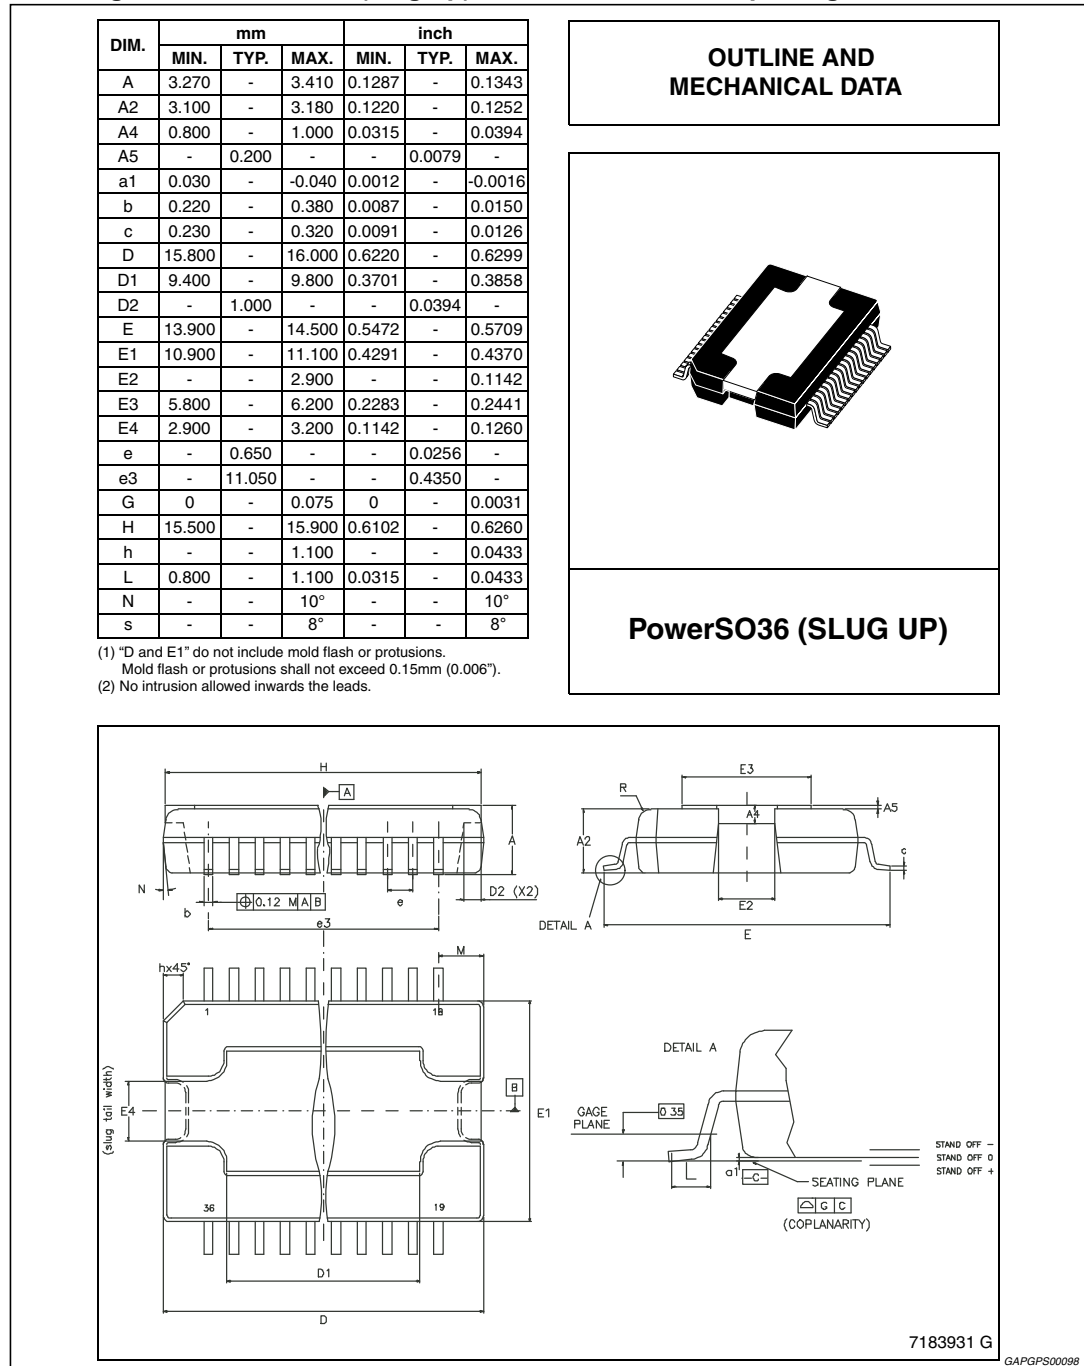 DIM. mm inch
MIN. TYP. MAX. MIN. TYP. MAX.
A 3.270 - 3.410 0.1287 - 0.1343
A2 3.100 - 3.180 0.1220 - 0.1252
A4 0.800 - 1.000 0.0315 - 0.0394
A5 - 0.200 - - 0.0079 -
a1 0.030 - -0.040 0.0012 - -0.0016
b 0.220 - 0.380 0.0087 - 0.0150
c 0.230 - 0.320 0.0091 - 0.0126
D 15.800 - 16.000 0.6220 - 0.6299
D1 9.400 - 9.800 0.3701 - 0.3858
D2 - 1.000 - - 0.0394 -
E 13.900 - 14.500 0.5472 - 0.5709
E1 10.900 - 11.100 0.4291 - 0.4370
E2 - - 2.900 - - 0.1142
E3 5.800 - 6.200 0.2283 - 0.2441
E4 2.900 - 3.200 0.1142 - 0.1260
e - 0.650 - - 0.0256 -
e3 - 11.050 - - 0.4350 -
G 0 - 0.075 0 - 0.0031
H 15.500 - 15.900 0.6102 - 0.6260
h - - 1.100 - - 0.0433
L 0.800 - 1.100 0.0315 - 0.0433
N - - 10° - - 10°
s - - 8° - - 8°
(1) “D and E1” do not include mold flash or protusions.
Mold flash or protusions shall not exceed 0.15mm (0.006”).
(2) No intrusion allowed inwards the leads.
OUTLINE AND
MECHANICAL DATA
PowerSO36 (SLUG UP)
H
A
A
N
b
0.12 M A B
e
e3
D2 (X2)
E3
R
A4
A5
A2
c
E2
DETAIL A
E
M
hx45°
1
18
(slug tail width)
E4
B
E1
36
19
D1
D
DETAIL A
GAGE
PLANE
0.35
L
a1
-C-
SEATING PLANE
G C
(COPLANARITY)
STAND OFF -
STAND OFF 0
STAND OFF +
7183931 G
GAPGPS00098